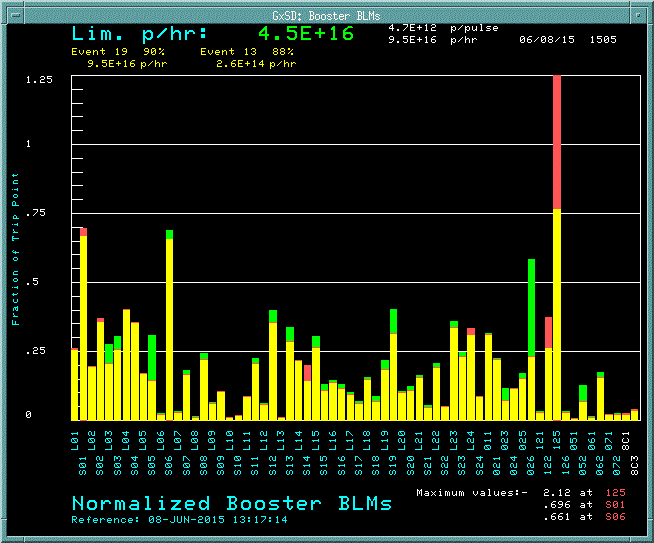 GxSD: Booster BLMs
Lim. p/hr: 4.5E+16
4.7E+12 p/pulse
9.5E+16 p/hr 06/08/15 1505
Event 19 90% Event 13 88%
9.5E+16 p/hr 2.6E+14 p/hr
1.25
1
.75
.5
.25
0
Fraction of Trip Point
L01 L02 L03 L04 L05 L06 L07 L08 L09 L10 L11 L12 L13 L14 L15 L16 L17 L18 L19 L20 L21 L22 L23 L24 011 023 025 121 125 051 061 071 8C1
S01 S02 S03 S04 S05 S06 S07 S08 S09 S10 S11 S12 S13 S14 S15 S16 S17 S18 S19 S20 S21 S22 S23 S24 021 024 026 122 126 052 062 072 8C3
Normalized Booster BLMs
Reference: 08-JUN-2015 13:17:14
Maximum values:- 2.12 at 125
.696 at S01
.661 at S06